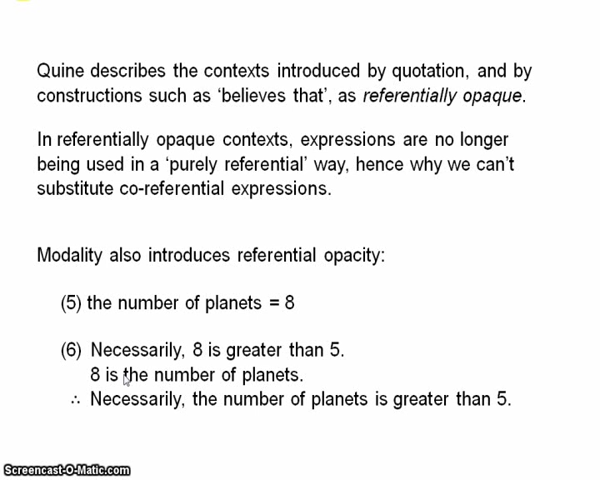 Quine describes the contexts introduced by quotation, and by
constructions such as ‘believes that’, as referentially opaque.
In referentially opaque contexts, expressions are no longer
being used in a ‘purely referential’ way, hence why we can’t
substitute co-referential expressions.
Modality also introduces referential opacity:
(5) the number of planets = 8
(6) Necessarily, 8 is greater than 5.
8 is the number of planets.
∴ Necessarily, the number of planets is greater than 5.
Screencast-O-Matic.com